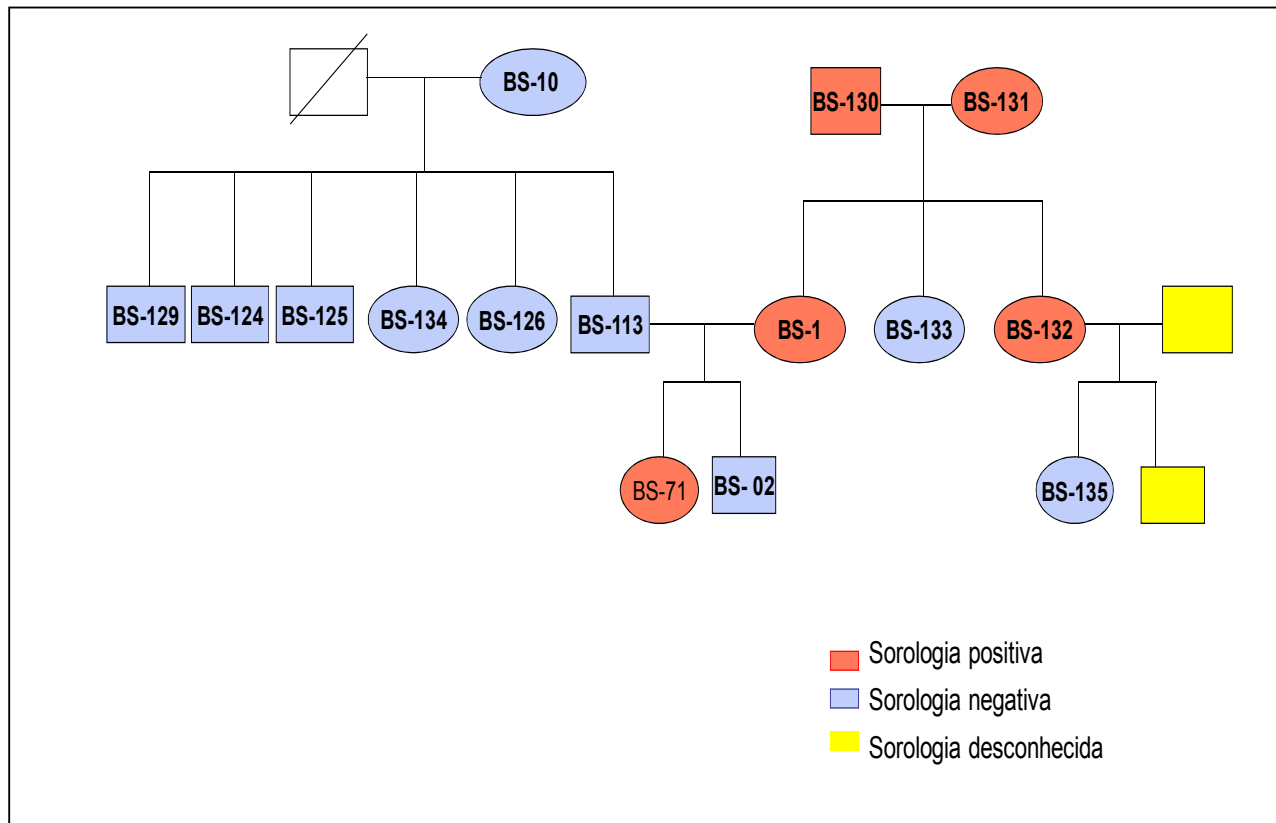 BS-10
BS-130
BS-131
BS-129
BS-124
BS-125
BS-134
BS-126
BS-113
BS-1
BS-133
BS-132
BS-71
BS- 02
BS-135
Sorologia positiva
Sorologia negativa
Sorologia desconhecida